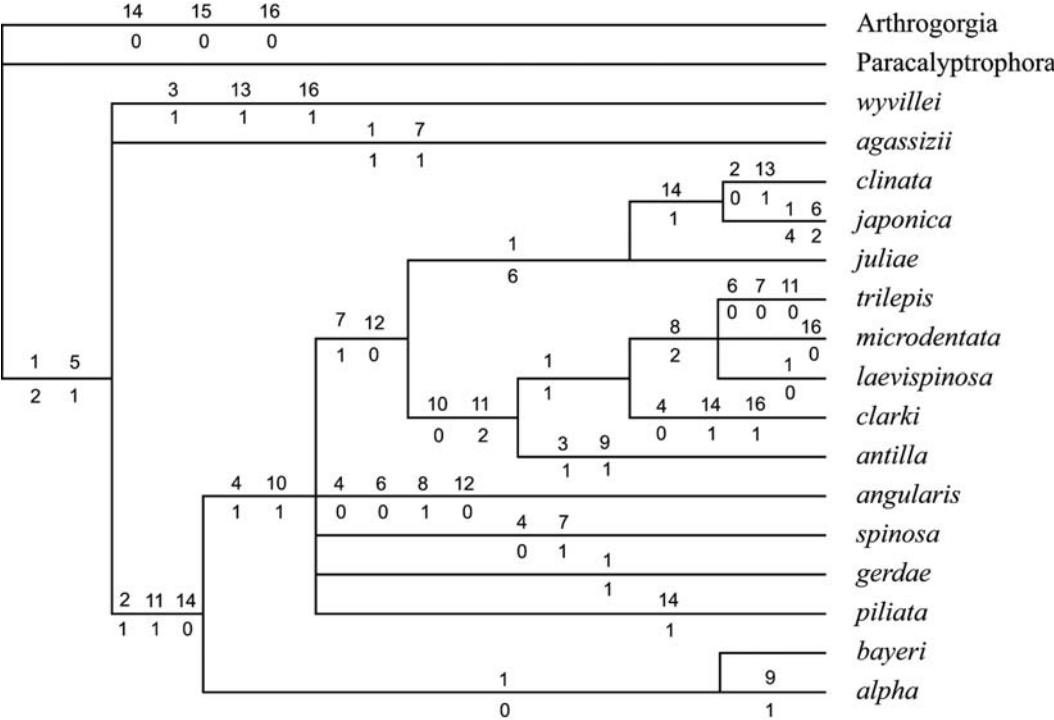 14 15 16
Arthrogorgia
0 0 0
Paracalyptrophora
3 13 16
wyvillei
1 1 1
1 7
agassizii
1 1
2 13
clinata
14
0 1
1 6
1
japonica
4 2
1
juliae
6
6 7 11
trilepis
0 0 0
7 12
8
16
microdentata
1 0
2
0
1 5
1
1
laevispinosa
2 1
1
0
10 11
4 14 16
clarki
0 2
0 1 1
3 9
antilla
1 1
4 10
4 6 8 12
angularis
1 1
0 0 1 0
4 7
spinosa
0 1
1
gerdae
1
2 11 14
14
piliata
1 1 0
1
bayeri
1
9
alpha
0
1